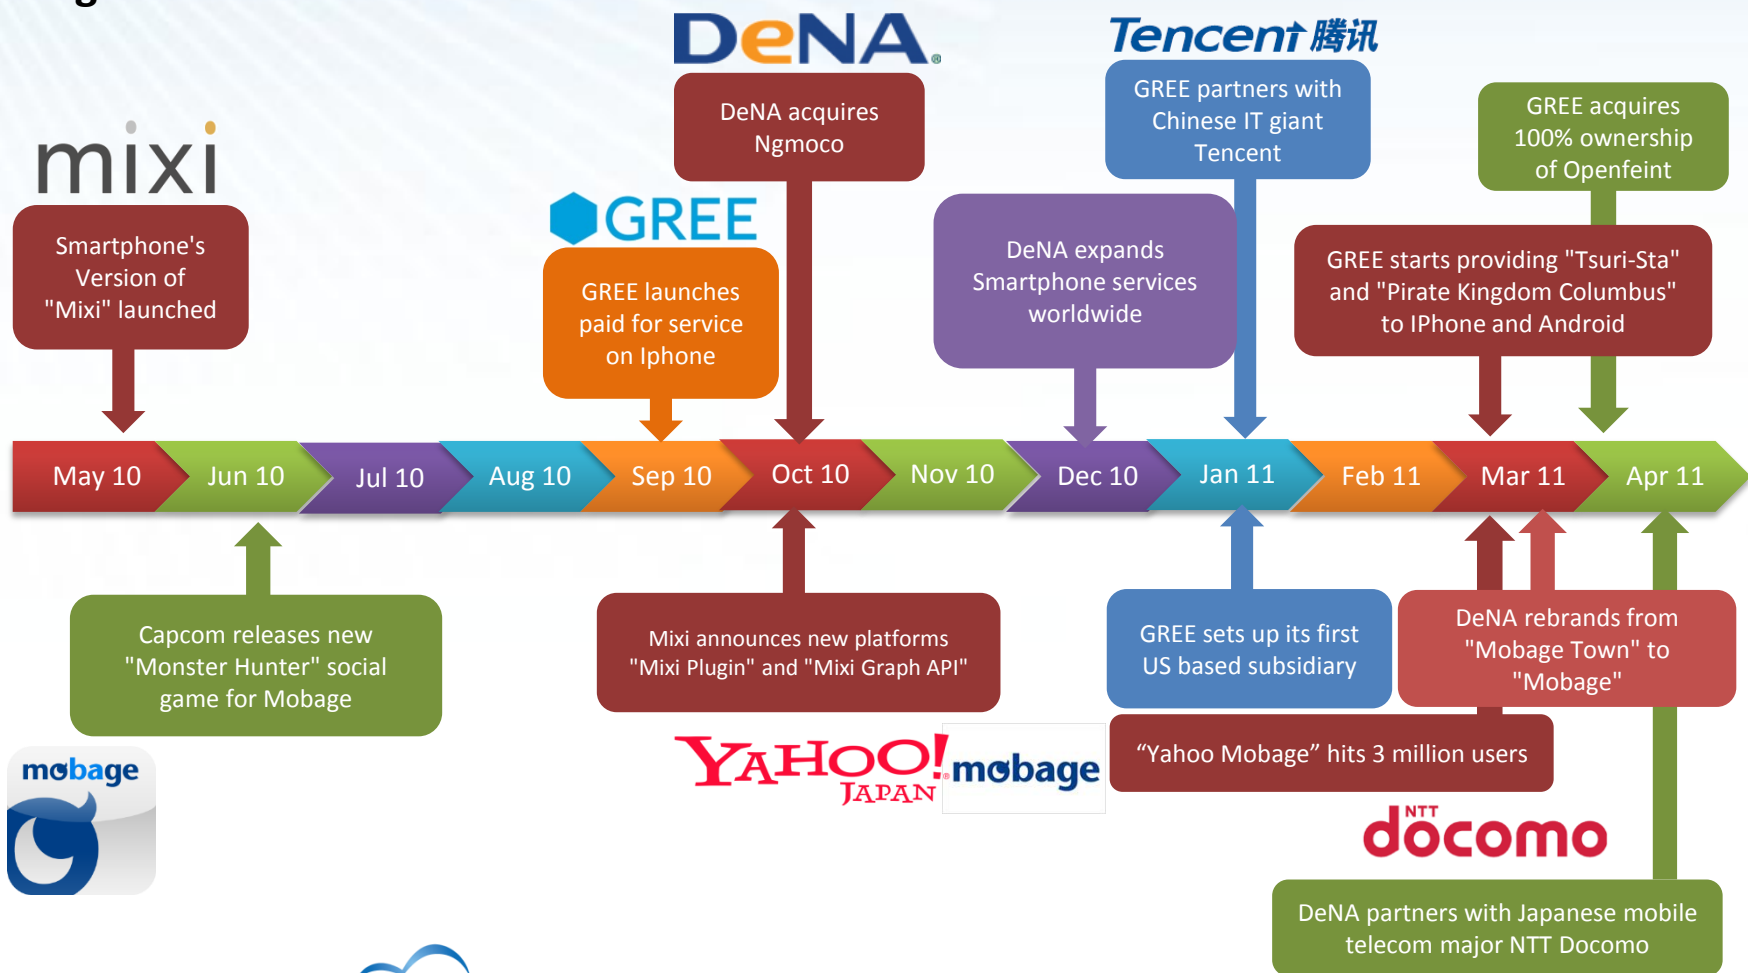 DeNA
Tencent 腾讯
DeNA acquires
Ngmoco
GREE partners with
Chinese IT giant
Tencent
GREE acquires
100% ownership
of Openfeint
mixi
Smartphone's
Version of
"Mixi" launched
GREE
GREE launches
paid for service
on Iphone
DeNA expands
Smartphone services
worldwide
GREE starts providing "Tsuri-Sta"
and "Pirate Kingdom Columbus"
to IPhone and Android
May 10
Jun 10
Jul 10
Aug 10
Sep 10
Oct 10
Nov 10
Dec 10
Jan 11
Feb 11
Mar 11
Apr 11
Capcom releases new
"Monster Hunter" social
game for Mobage
Mixi announces new platforms
"Mixi Plugin" and "Mixi Graph API"
GREE sets up its first
US based subsidiary
DeNA rebrands from
"Mobage Town" to
"Mobage"
mobage
YAHOO!
JAPAN
mobage
“Yahoo Mobage” hits 3 million users
NTT
docomo
DeNA partners with Japanese mobile
telecom major NTT Docomo